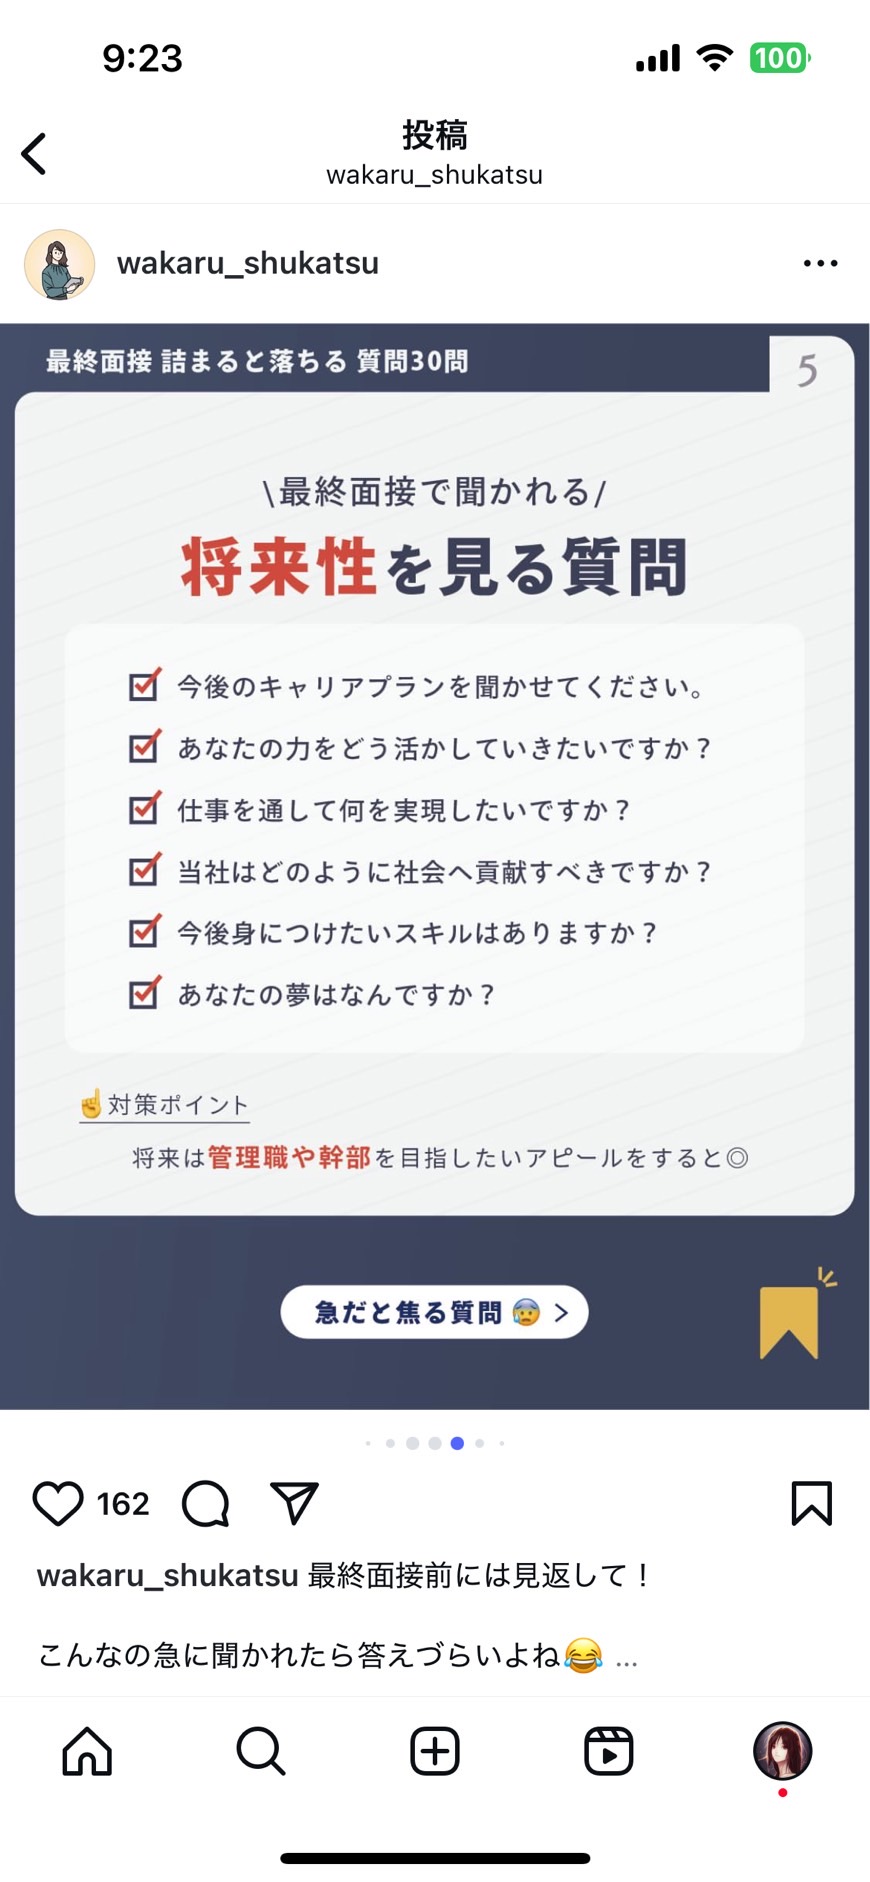 9:23
100
投稿
wakaru_shukatsu
wakaru_shukatsu
最終面接 詰まると落ちる 質問30問
5
\最終面接で聞かれる/
将来性を見る質問
今後のキャリアプランを聞かせてください。
あなたの力をどう活かしていきたいですか？
仕事を通して何を実現したいですか？
当社はどのように社会へ貢献すべきですか？
今後身につけたいスキルはありますか？
あなたの夢はなんですか？
☝対策ポイント
将来は管理職や幹部を目指したいアピールをすると◎
急だと焦る質問 😰 >
162
wakaru_shukatsu 最終面接前には見返して！
こんなの急に聞かれたら答えづらいよね😂 ...